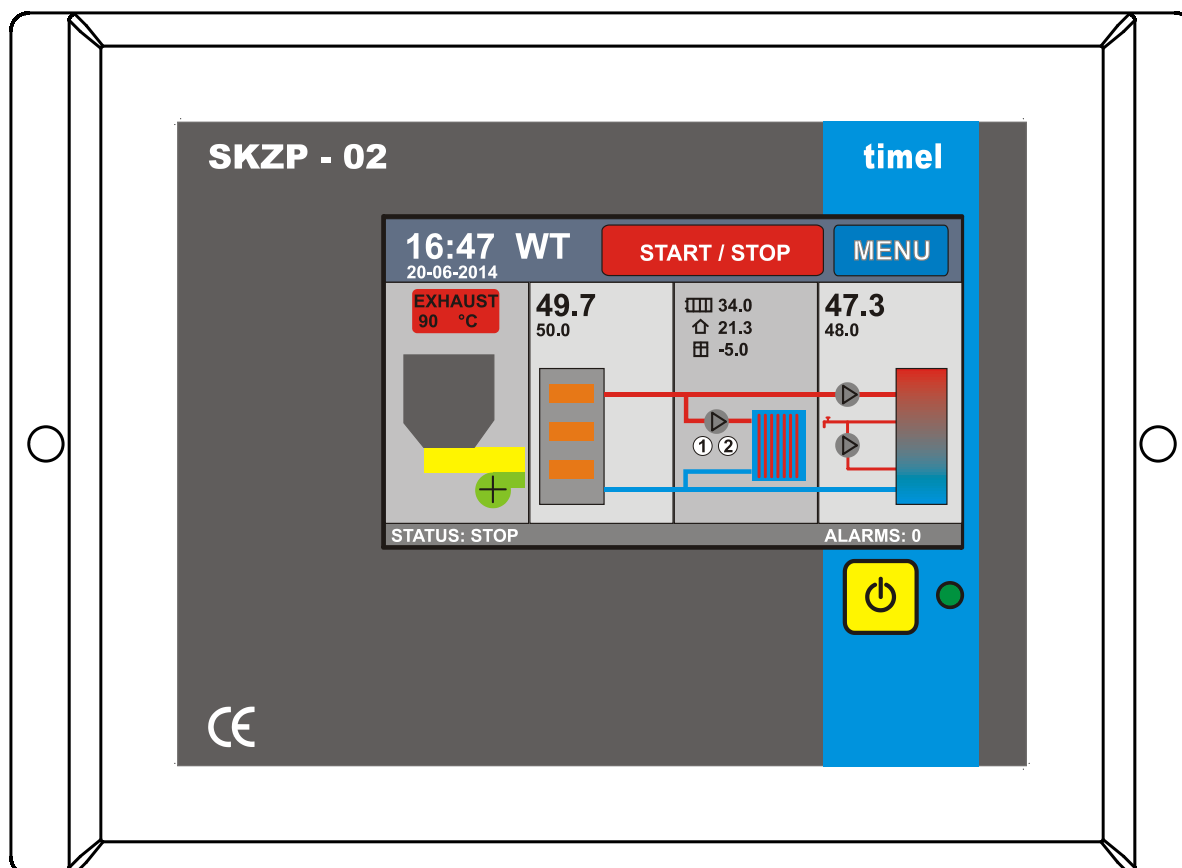 SKZP - 02
timel
16:47 WT
20-06-2014
START / STOP
MENU
EXHAUST
90 °C
49.7
50.0
34.0
21.3
-5.0
47.3
48.0
1 2
STATUS: STOP
ALARMS: 0
CE